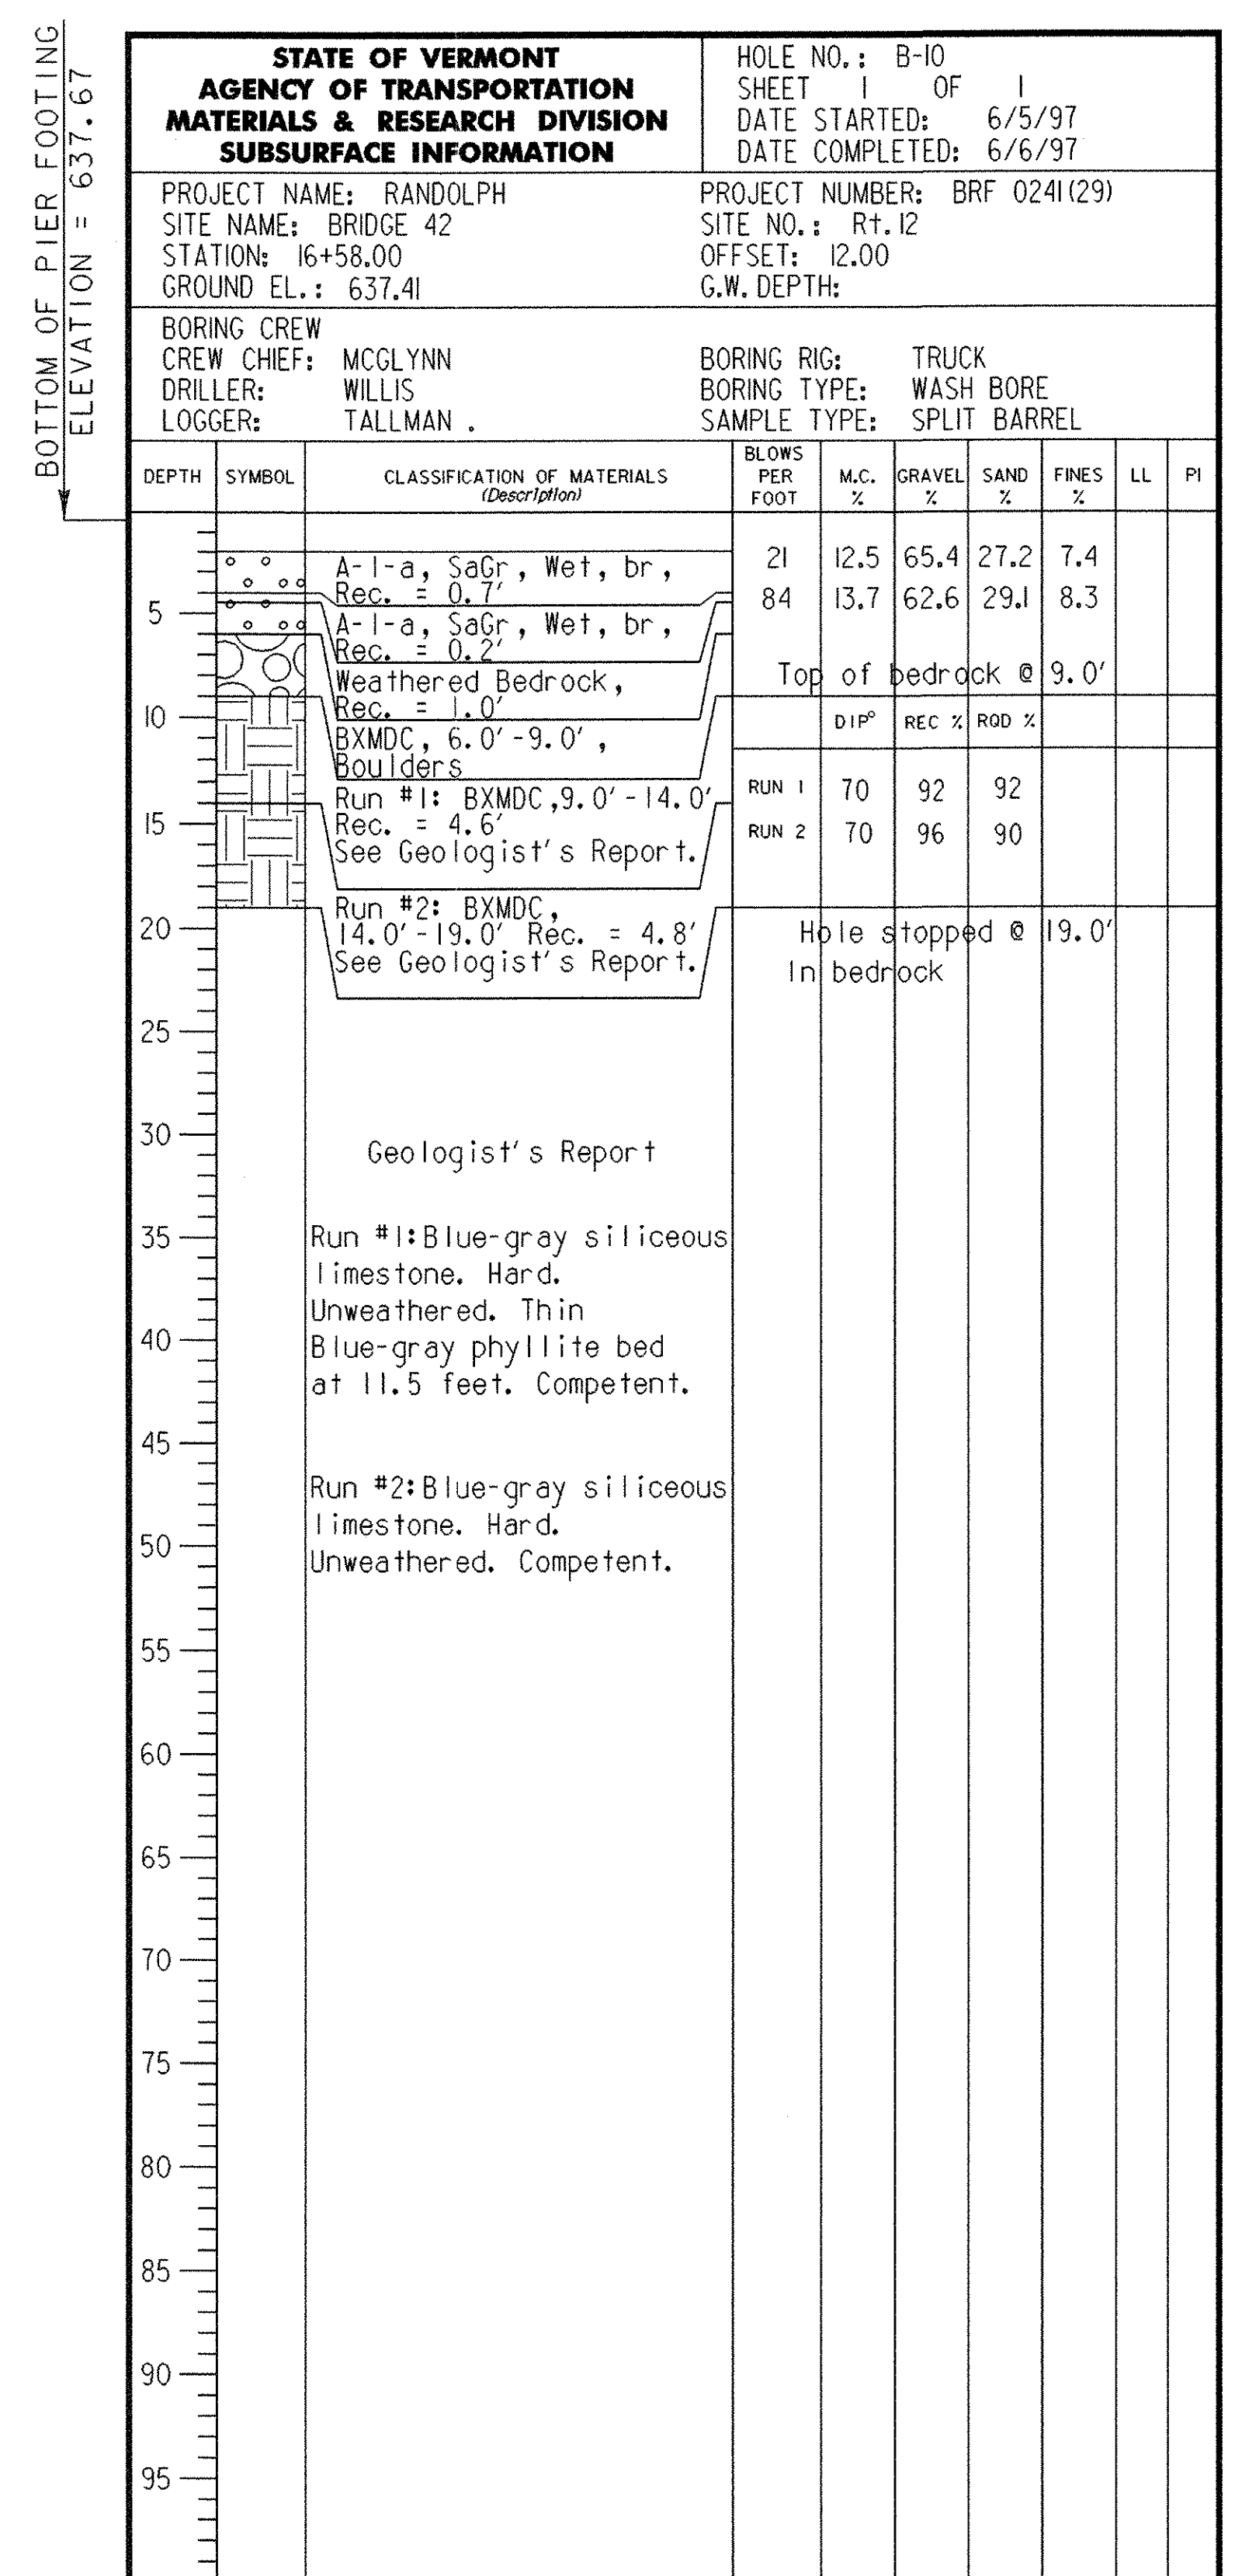 BOTTOM OF PIER FOOTING
ELEVATION = 637.67
STATE OF VERMONT
AGENCY OF TRANSPORTATION
MATERIALS & RESEARCH DIVISION
SUBSURFACE INFORMATION
HOLE NO.: B-10
SHEET 1 OF 1
DATE STARTED: 6/5/97
DATE COMPLETED: 6/6/97
PROJECT NAME: RANDOLPH
SITE NAME: BRIDGE 42
STATION: 16+58.00
GROUND EL.: 637.41
PROJECT NUMBER: BRF 0241(29)
SITE NO.: Rt.12
OFFSET: 12.00
G.W. DEPTH:
BORING CREW
CREW CHIEF: MCGLYNN
DRILLER: WILLIS
LOGGER: TALLMAN .
BORING RIG: TRUCK
BORING TYPE: WASH BORE
SAMPLE TYPE: SPLIT BARREL
DEPTH
SYMBOL
CLASSIFICATION OF MATERIALS
(Description)
BLOWS
PER
FOOT
M.C.
%
GRAVEL
%
SAND
%
FINES
%
LL
PI
A-1-a, SaGr, Wet, br,
Rec. = 0.7'
21 12.5 65.4 27.2 7.4
A-1-a, SaGr, Wet, br,
Rec. = 0.2'
84 13.7 62.6 29.1 8.3
Weathered Bedrock,
Rec. = 1.0'
Top of bedrock @ 9.0'
BXMDC, 6.0'-9.0',
Boulders
DIP° REC % RQD %
Run #1: BXMDC,9.0'-14.0'
Rec. = 4.6'
See Geologist's Report.
RUN 1 70 92 92
RUN 2 70 96 90
Run #2: BXMDC,
14.0'-19.0' Rec. = 4.8'
See Geologist's Report.
Hole stopped @ 19.0'
In bedrock
5
10
15
20
25
30
35
40
45
50
55
60
65
70
75
80
85
90
95
Geologist's Report
Run #1:Blue-gray siliceous
limestone. Hard.
Unweathered. Thin
Blue-gray phyllite bed
at 11.5 feet. Competent.
Run #2:Blue-gray siliceous
limestone. Hard.
Unweathered. Competent.